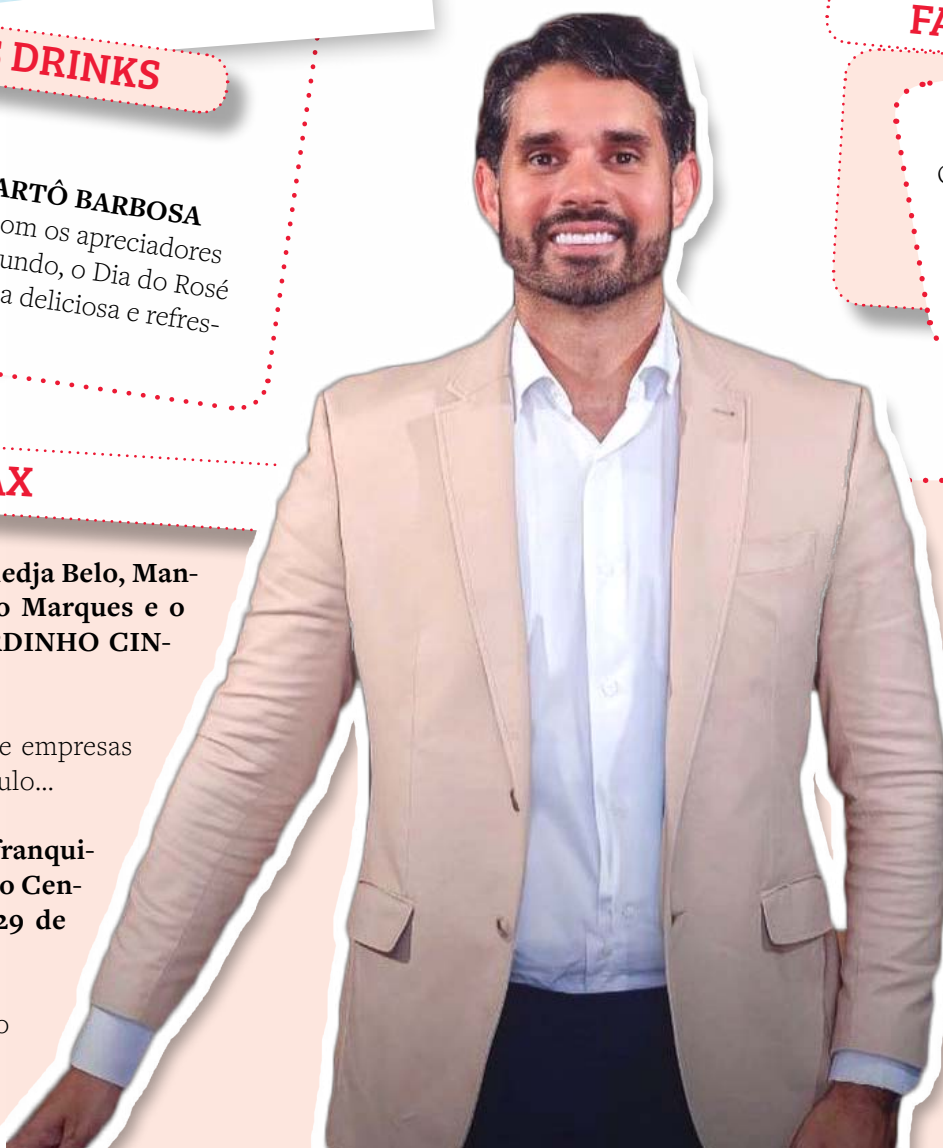 DRINKS
ARTÔ BARBOSA
om os apreciadores
undo, o Dia do Rosé
a deliciosa e refres-
AX
edja Belo, Man-
o Marques e o
RDINHO CIN-
e empresas
ulo...
franqui-
o Cen-
29 de
o
FA